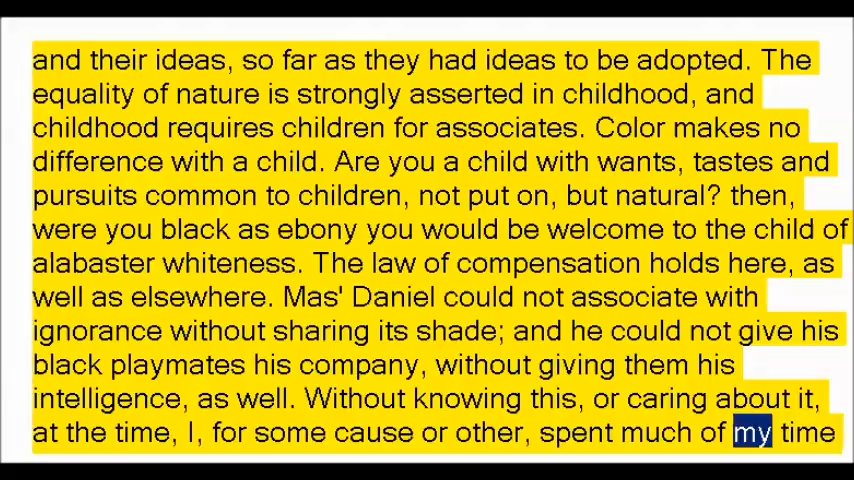 and their ideas, so far as they had ideas to be adopted. The
equality of nature is strongly asserted in childhood, and
childhood requires children for associates. Color makes no
difference with a child. Are you a child with wants, tastes and
pursuits common to children, not put on, but natural? then,
were you black as ebony you would be welcome to the child of
alabaster whiteness. The law of compensation holds here, as
well as elsewhere. Mas' Daniel could not associate with
ignorance without sharing its shade; and he could not give his
black playmates his company, without giving them his
intelligence, as well. Without knowing this, or caring about it,
at the time, I, for some cause or other, spent much of my time